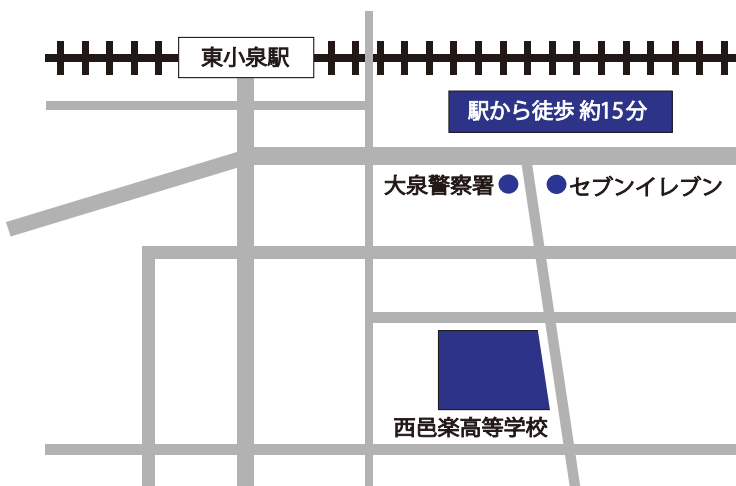 東小泉駅
駅から徒歩 約15分
大泉警察署
セブンイレブン
西邑楽高等学校